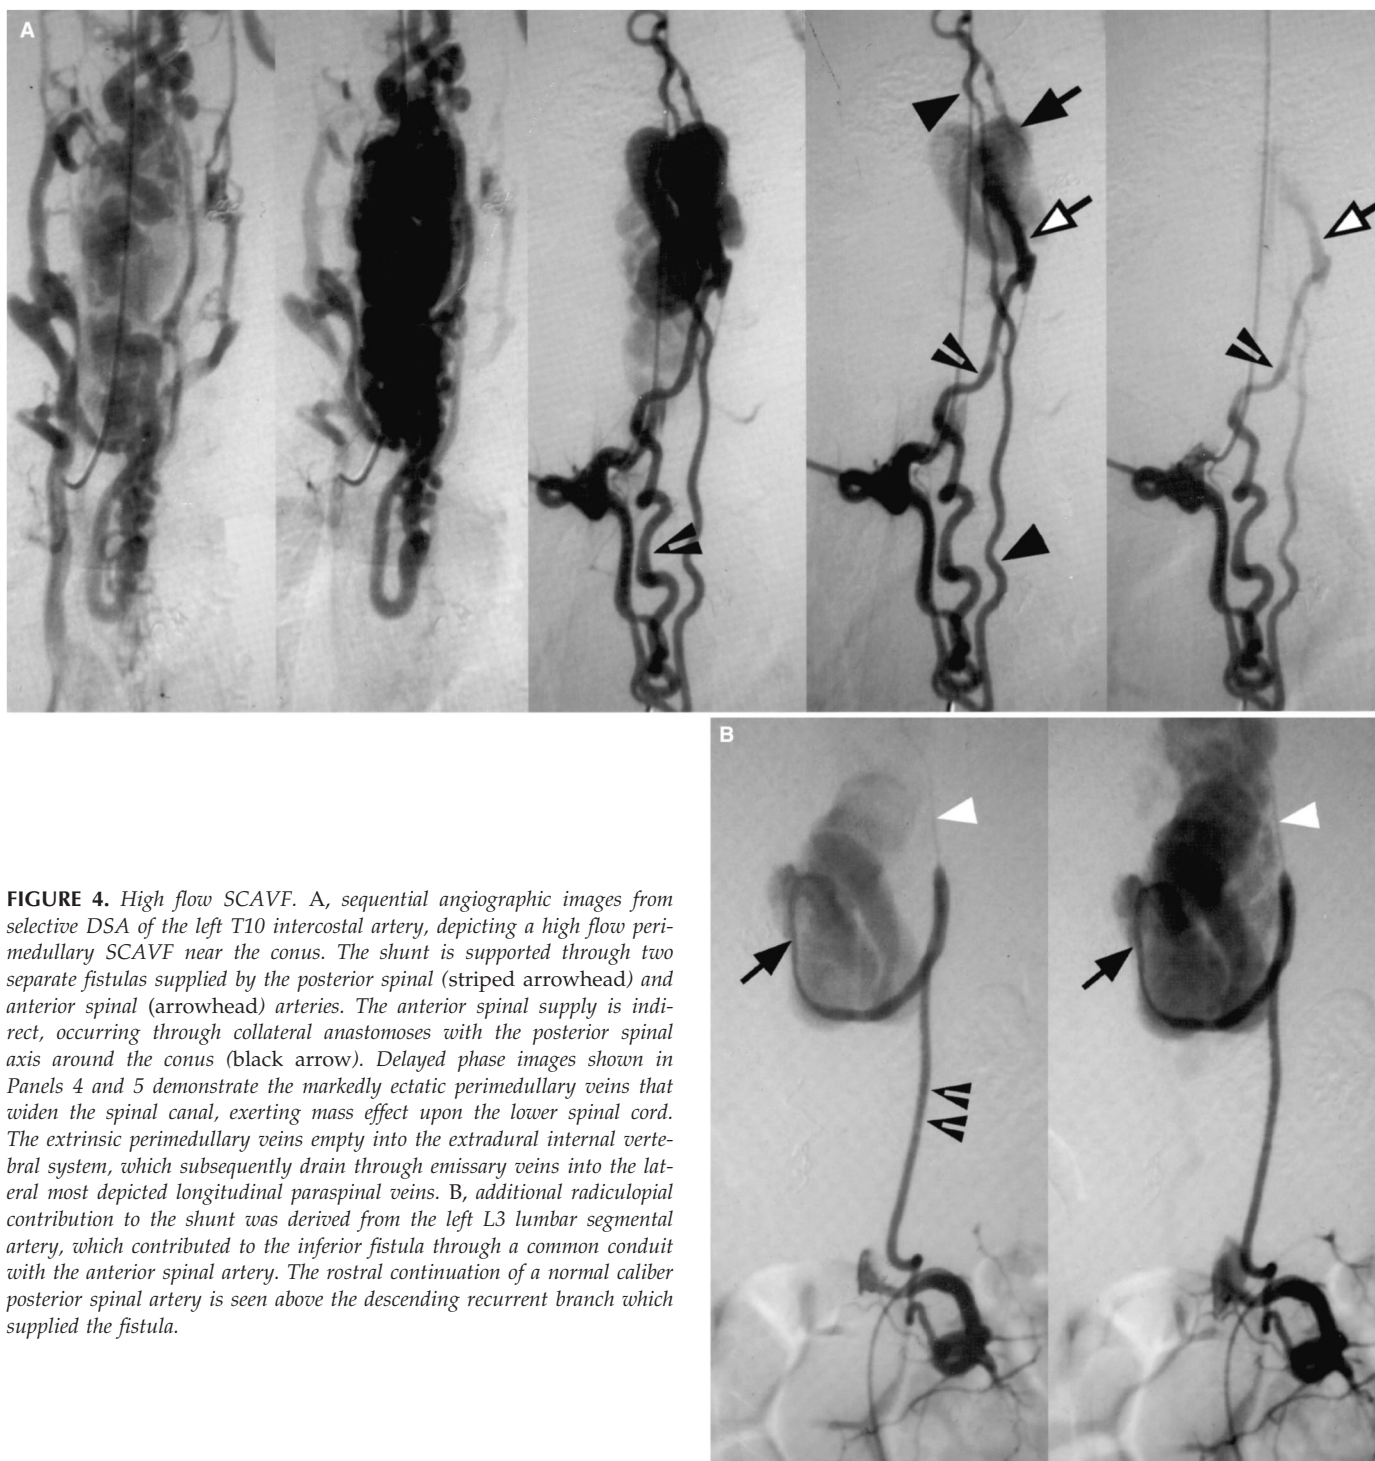 A
B
FIGURE 4. High flow SCAVF. A, sequential angiographic images from
selective DSA of the left T10 intercostal artery, depicting a high flow peri-
medullary SCAVF near the conus. The shunt is supported through two
separate fistulas supplied by the posterior spinal (striped arrowhead) and
anterior spinal (arrowhead) arteries. The anterior spinal supply is indi-
rect, occurring through collateral anastomoses with the posterior spinal
axis around the conus (black arrow). Delayed phase images shown in
Panels 4 and 5 demonstrate the markedly ectatic perimedullary veins that
widen the spinal canal, exerting mass effect upon the lower spinal cord.
The extrinsic perimedullary veins empty into the extradural internal verte-
bral system, which subsequently drain through emissary veins into the lat-
eral most depicted longitudinal paraspinal veins. B, additional radiculopial
contribution to the shunt was derived from the left L3 lumbar segmental
artery, which contributed to the inferior fistula through a common conduit
with the anterior spinal artery. The rostral continuation of a normal caliber
posterior spinal artery is seen above the descending recurrent branch which
supplied the fistula.